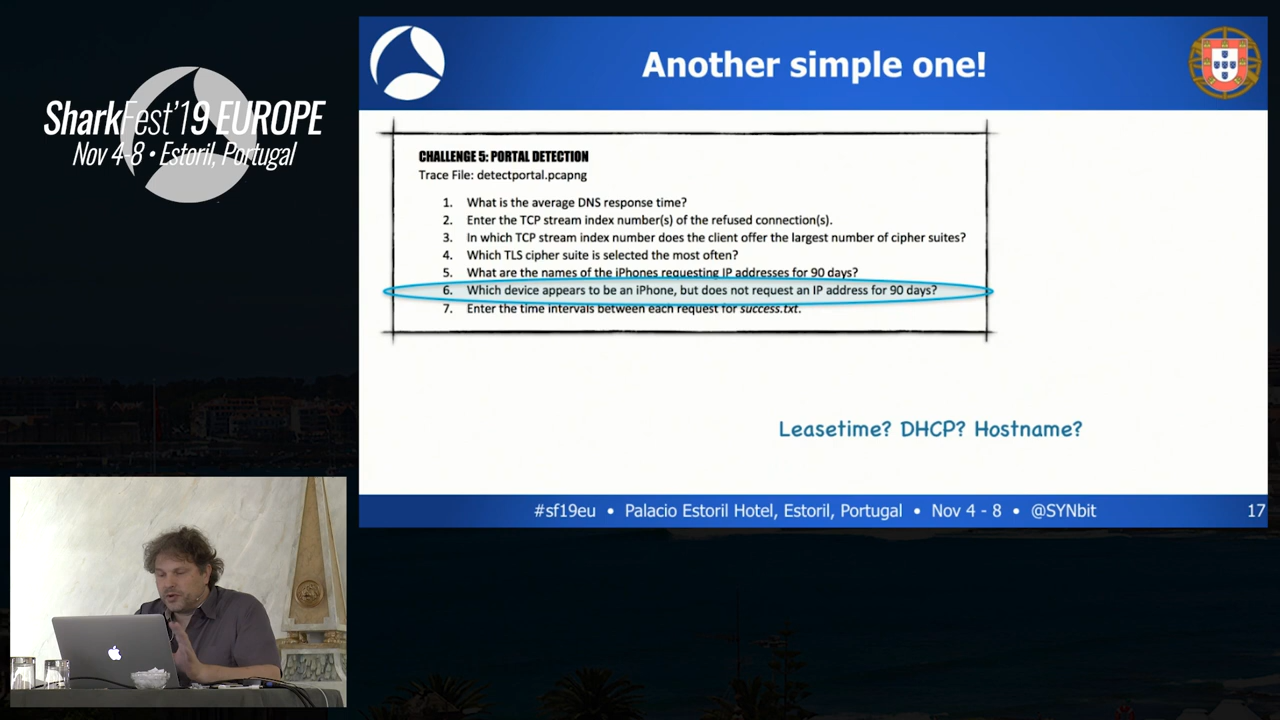 SharkFest'19 EUROPE
Nov 4-8 • Estoril, Portugal
Another simple one!
CHALLENGE 5: PORTAL DETECTION
Trace File: detectportal.pcapng
1. What is the average DNS response time?
2. Enter the TCP stream index number(s) of the refused connection(s).
3. In which TCP stream index number does the client offer the largest number of cipher suites?
4. Which TLS cipher suite is selected the most often?
5. What are the names of the iPhones requesting IP addresses for 90 days?
6. Which device appears to be an iPhone, but does not request an IP address for 90 days?
7. Enter the time intervals between each request for success.txt.
Leasetime? DHCP? Hostname?
#sf19eu • Palacio Estoril Hotel, Estoril, Portugal • Nov 4 - 8 • @SYNbit
17